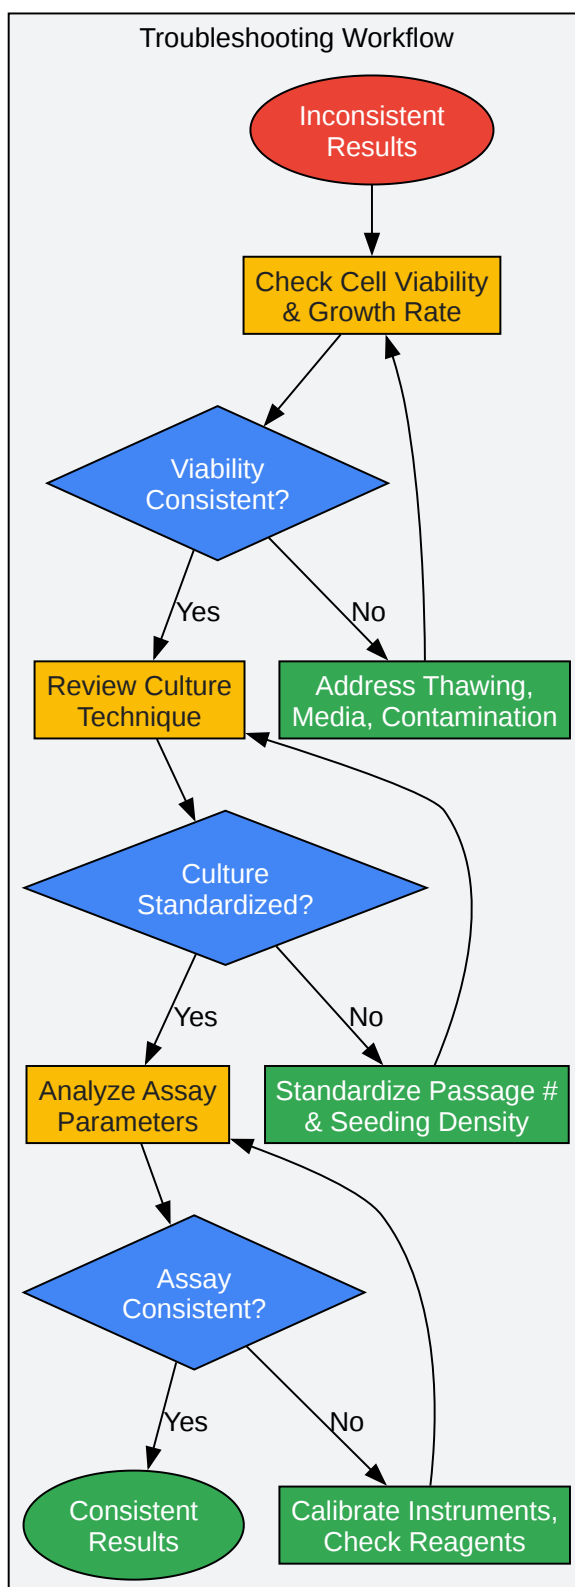 Troubleshooting Workflow
Inconsistent
Results
Check Cell Viability
& Growth Rate
Viability
Consistent?
Yes
No
Review Culture
Technique
Address Thawing,
Media, Contamination
Culture
Standardized?
Yes
No
Analyze Assay
Parameters
Standardize Passage #
& Seeding Density
Assay
Consistent?
Yes
No
Consistent
Results
Calibrate Instruments,
Check Reagents